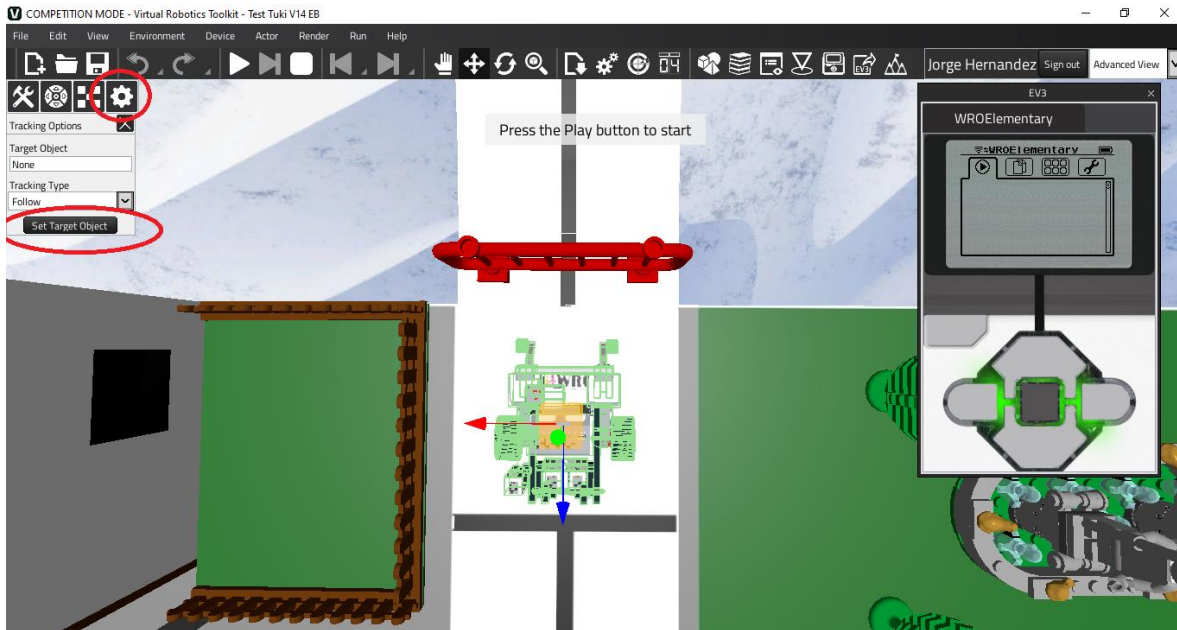 COMPETITION MODE - Virtual Robotics Toolkit - Test Tuki V14 EB
File Edit View Environment Device Actor Render Run Help
EV3
Jorge Hernandez Sign out Advanced View
EV3
WROElementary
WROElementary
Tracking Options
Target Object
None
Tracking Type
Follow
Set Target Object
Press the Play button to start
WRO